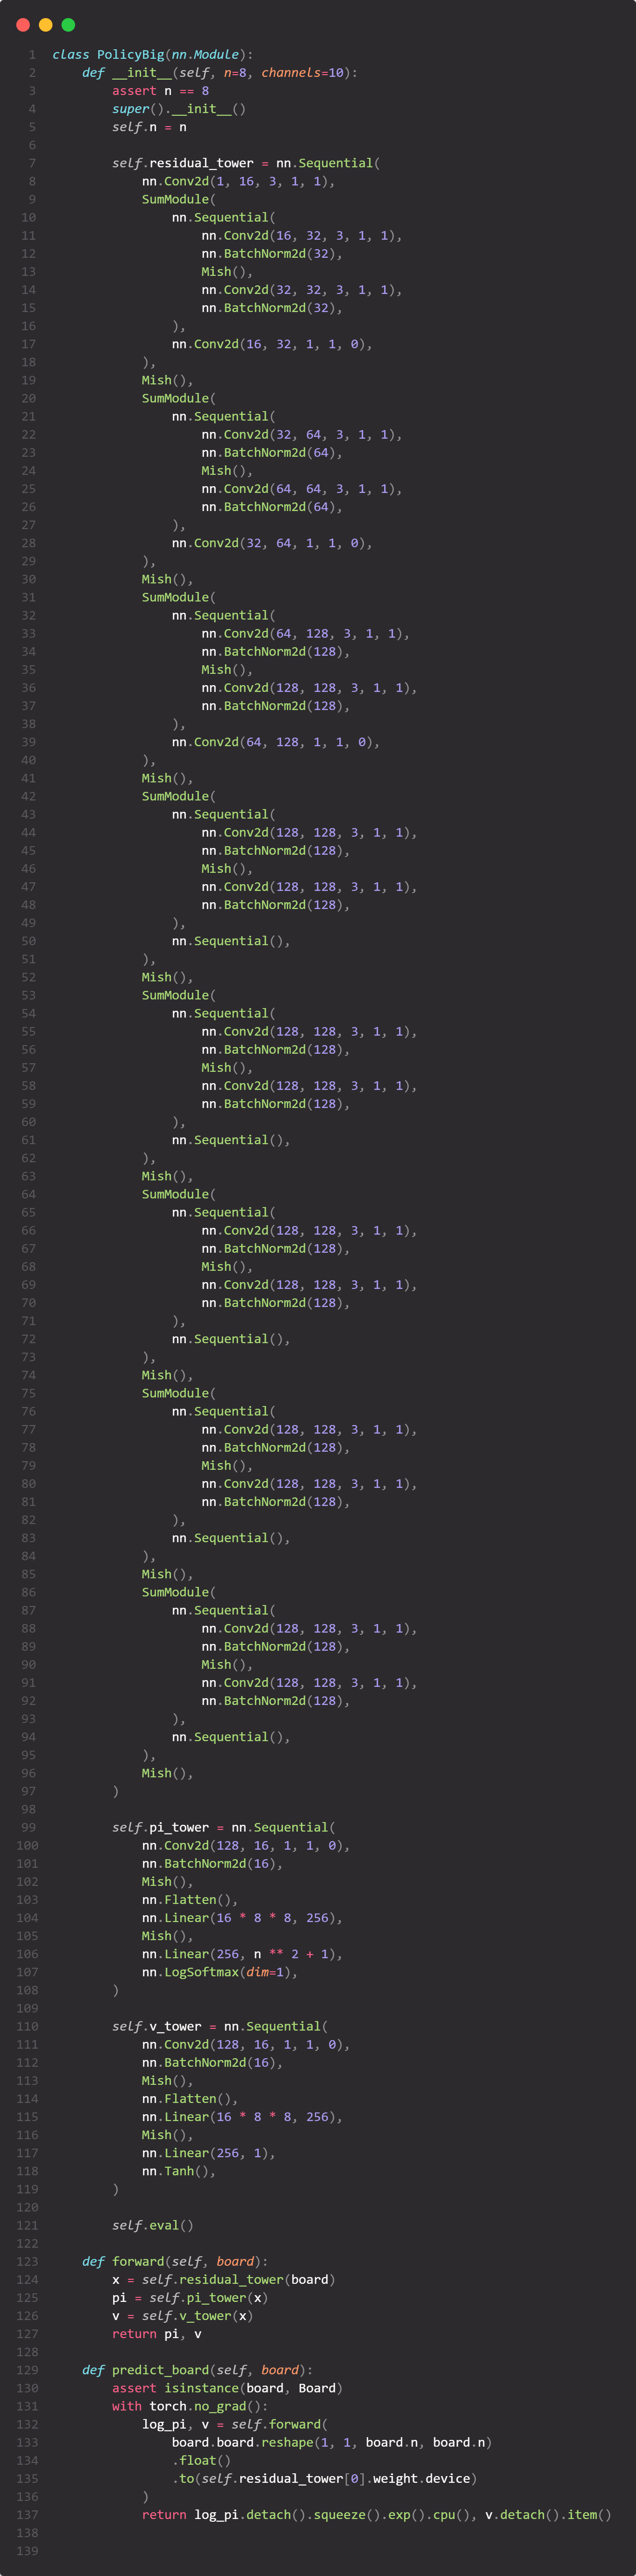 1 class PolicyBig(nn.Module):
2     def __init__(self, n=8, channels=10):
3         assert n == 8
4         super().__init__()
5         self.n = n
6
7         self.residual_tower = nn.Sequential(
8             nn.Conv2d(1, 16, 3, 1, 1),
9             SumModule(
10                 nn.Sequential(
11                     nn.Conv2d(16, 32, 3, 1, 1),
12                     nn.BatchNorm2d(32),
13                     Mish(),
14                     nn.Conv2d(32, 32, 3, 1, 1),
15                     nn.BatchNorm2d(32),
16                 ),
17                 nn.Conv2d(16, 32, 1, 1, 0),
18             ),
19             Mish(),
20             SumModule(
21                 nn.Sequential(
22                     nn.Conv2d(32, 64, 3, 1, 1),
23                     nn.BatchNorm2d(64),
24                     Mish(),
25                     nn.Conv2d(64, 64, 3, 1, 1),
26                     nn.BatchNorm2d(64),
27                 ),
28                 nn.Conv2d(32, 64, 1, 1, 0),
29             ),
30             Mish(),
31             SumModule(
32                 nn.Sequential(
33                     nn.Conv2d(64, 128, 3, 1, 1),
34                     nn.BatchNorm2d(128),
35                     Mish(),
36                     nn.Conv2d(128, 128, 3, 1, 1),
37                     nn.BatchNorm2d(128),
38                 ),
39                 nn.Conv2d(64, 128, 1, 1, 0),
40             ),
41             Mish(),
42             SumModule(
43                 nn.Sequential(
44                     nn.Conv2d(128, 128, 3, 1, 1),
45                     nn.BatchNorm2d(128),
46                     Mish(),
47                     nn.Conv2d(128, 128, 3, 1, 1),
48                     nn.BatchNorm2d(128),
49                 ),
50                 nn.Sequential(),
51             ),
52             Mish(),
53             SumModule(
54                 nn.Sequential(
55                     nn.Conv2d(128, 128, 3, 1, 1),
56                     nn.BatchNorm2d(128),
57                     Mish(),
58                     nn.Conv2d(128, 128, 3, 1, 1),
59                     nn.BatchNorm2d(128),
60                 ),
61                 nn.Sequential(),
62             ),
63             Mish(),
64             SumModule(
65                 nn.Sequential(
66                     nn.Conv2d(128, 128, 3, 1, 1),
67                     nn.BatchNorm2d(128),
68                     Mish(),
69                     nn.Conv2d(128, 128, 3, 1, 1),
70                     nn.BatchNorm2d(128),
71                 ),
72                 nn.Sequential(),
73             ),
74             Mish(),
75             SumModule(
76                 nn.Sequential(
77                     nn.Conv2d(128, 128, 3, 1, 1),
78                     nn.BatchNorm2d(128),
79                     Mish(),
80                     nn.Conv2d(128, 128, 3, 1, 1),
81                     nn.BatchNorm2d(128),
82                 ),
83                 nn.Sequential(),
84             ),
85             Mish(),
86             SumModule(
87                 nn.Sequential(
88                     nn.Conv2d(128, 128, 3, 1, 1),
89                     nn.BatchNorm2d(128),
90                     Mish(),
91                     nn.Conv2d(128, 128, 3, 1, 1),
92                     nn.BatchNorm2d(128),
93                 ),
94                 nn.Sequential(),
95             ),
96             Mish(),
97         )
98
99         self.pi_tower = nn.Sequential(
100             nn.Conv2d(128, 16, 1, 1, 0),
101             nn.BatchNorm2d(16),
102             Mish(),
103             nn.Flatten(),
104             nn.Linear(16 * 8 * 8, 256),
105             Mish(),
106             nn.Linear(256, n ** 2 + 1),
107             nn.LogSoftmax(dim=1),
108         )
109
110         self.v_tower = nn.Sequential(
111             nn.Conv2d(128, 16, 1, 1, 0),
112             nn.BatchNorm2d(16),
113             Mish(),
114             nn.Flatten(),
115             nn.Linear(16 * 8 * 8, 256),
116             Mish(),
117             nn.Linear(256, 1),
118             nn.Tanh(),
119         )
120
121         self.eval()
122
123     def forward(self, board):
124         x = self.residual_tower(board)
125         pi = self.pi_tower(x)
126         v = self.v_tower(x)
127         return pi, v
128
129     def predict_board(self, board):
130         assert isinstance(board, Board)
131         with torch.no_grad():
132             log_pi, v = self.forward(
133                 board.board.reshape(1, 1, board.n, board.n)
134                 .float()
135                 .to(self.residual_tower[0].weight.device)
136             )
137             return log_pi.detach().squeeze().exp().cpu(), v.detach().item()
138
139